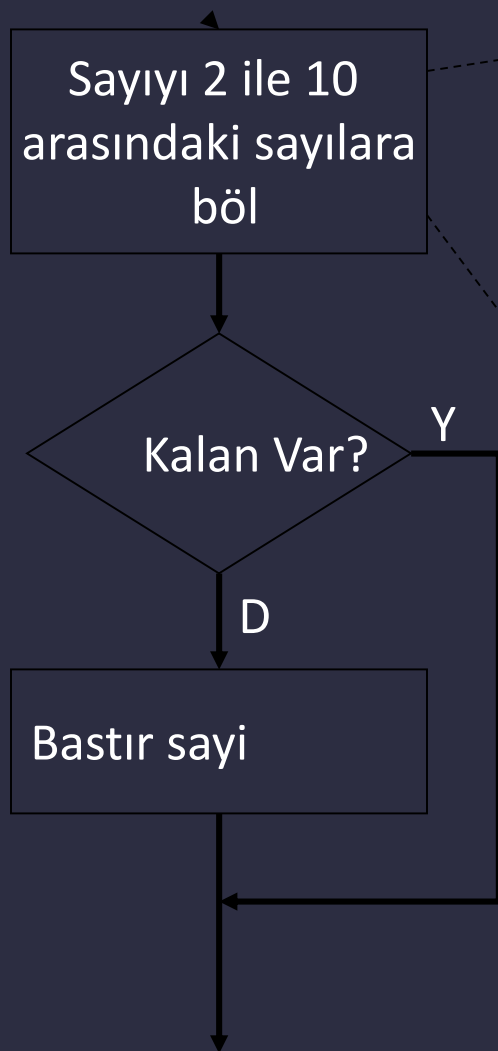 Sayıyı 2 ile 10
arasındaki sayılara
böl
Kalan Var?
Y
D
Bastır sayi